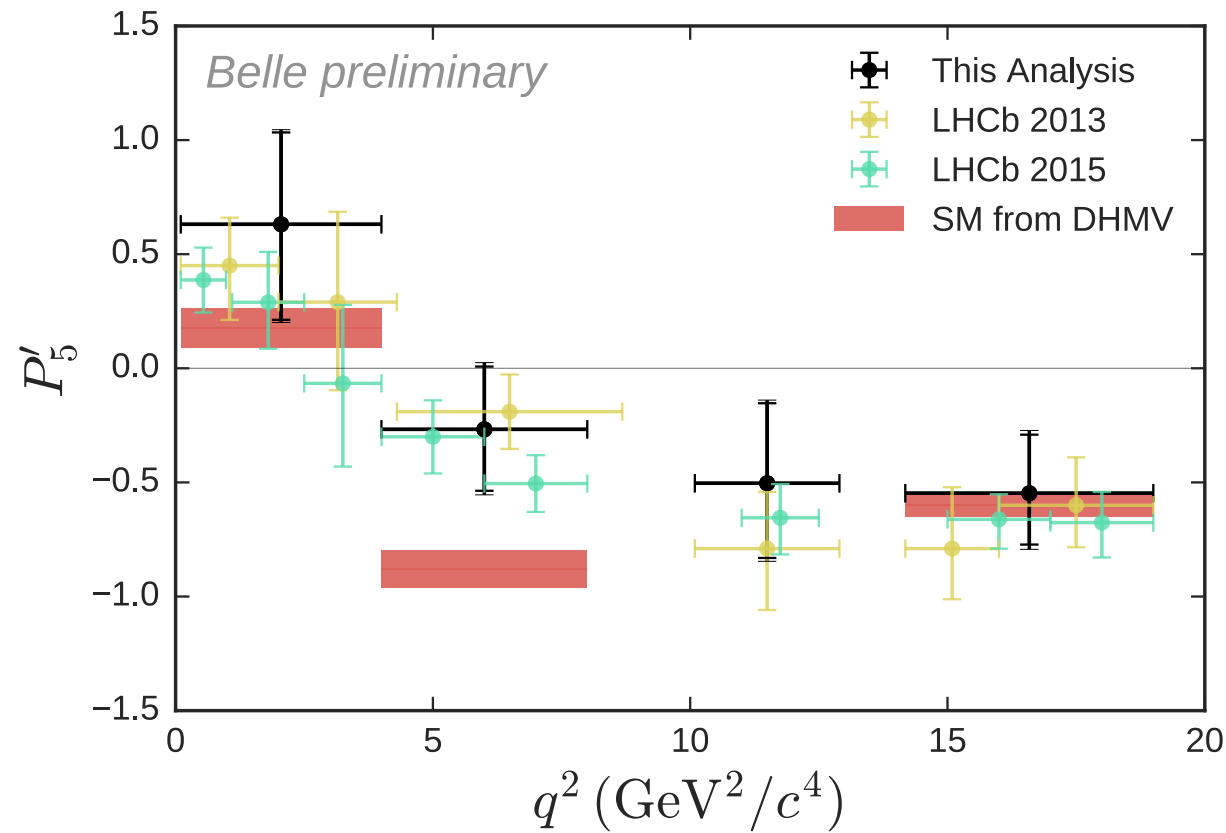 Belle preliminary
This Analysis
LHCb 2013
LHCb 2015
SM from DHMV
1.5
1.0
0.5
0.0
−0.5
−1.0
−1.5
P′₅
0 5 10 15 20
q² (GeV²/c⁴)